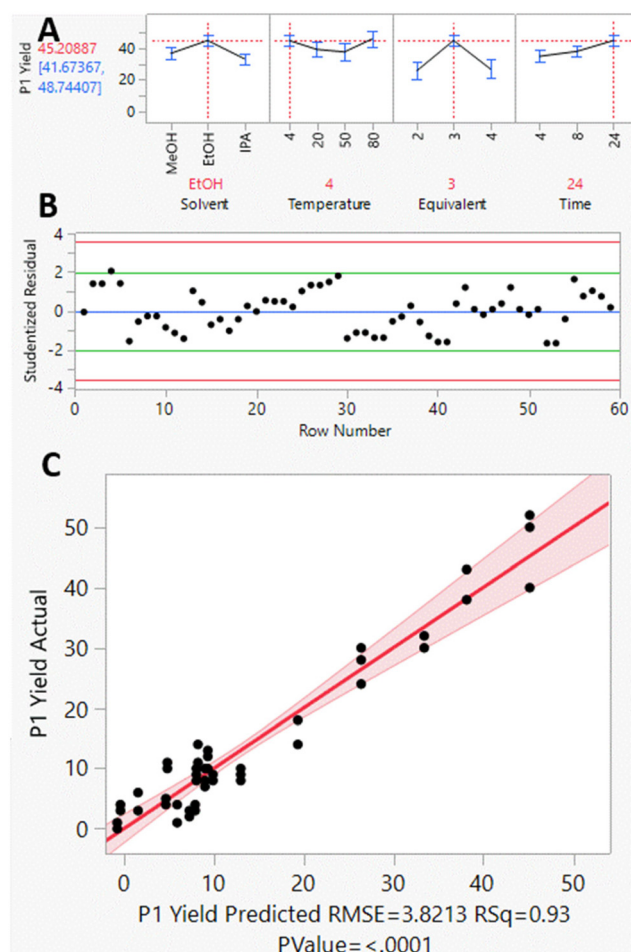 A
P1 Yield
45.20887
[41.67367,
48.74407]
40
20
0
MeOH
EtOH
IPA
4
20
50
80
2
3
4
4
8
24
EtOH 4 3 24
Solvent Temperature Equivalent Time
B
Studentized Residual
4
2
0
-2
-4
0 10 20 30 40 50 60
Row Number
C
P1 Yield Actual
50
40
30
20
10
0
0 10 20 30 40 50
P1 Yield Predicted RMSE=3.8213 RSq=0.93
PValue=<.0001